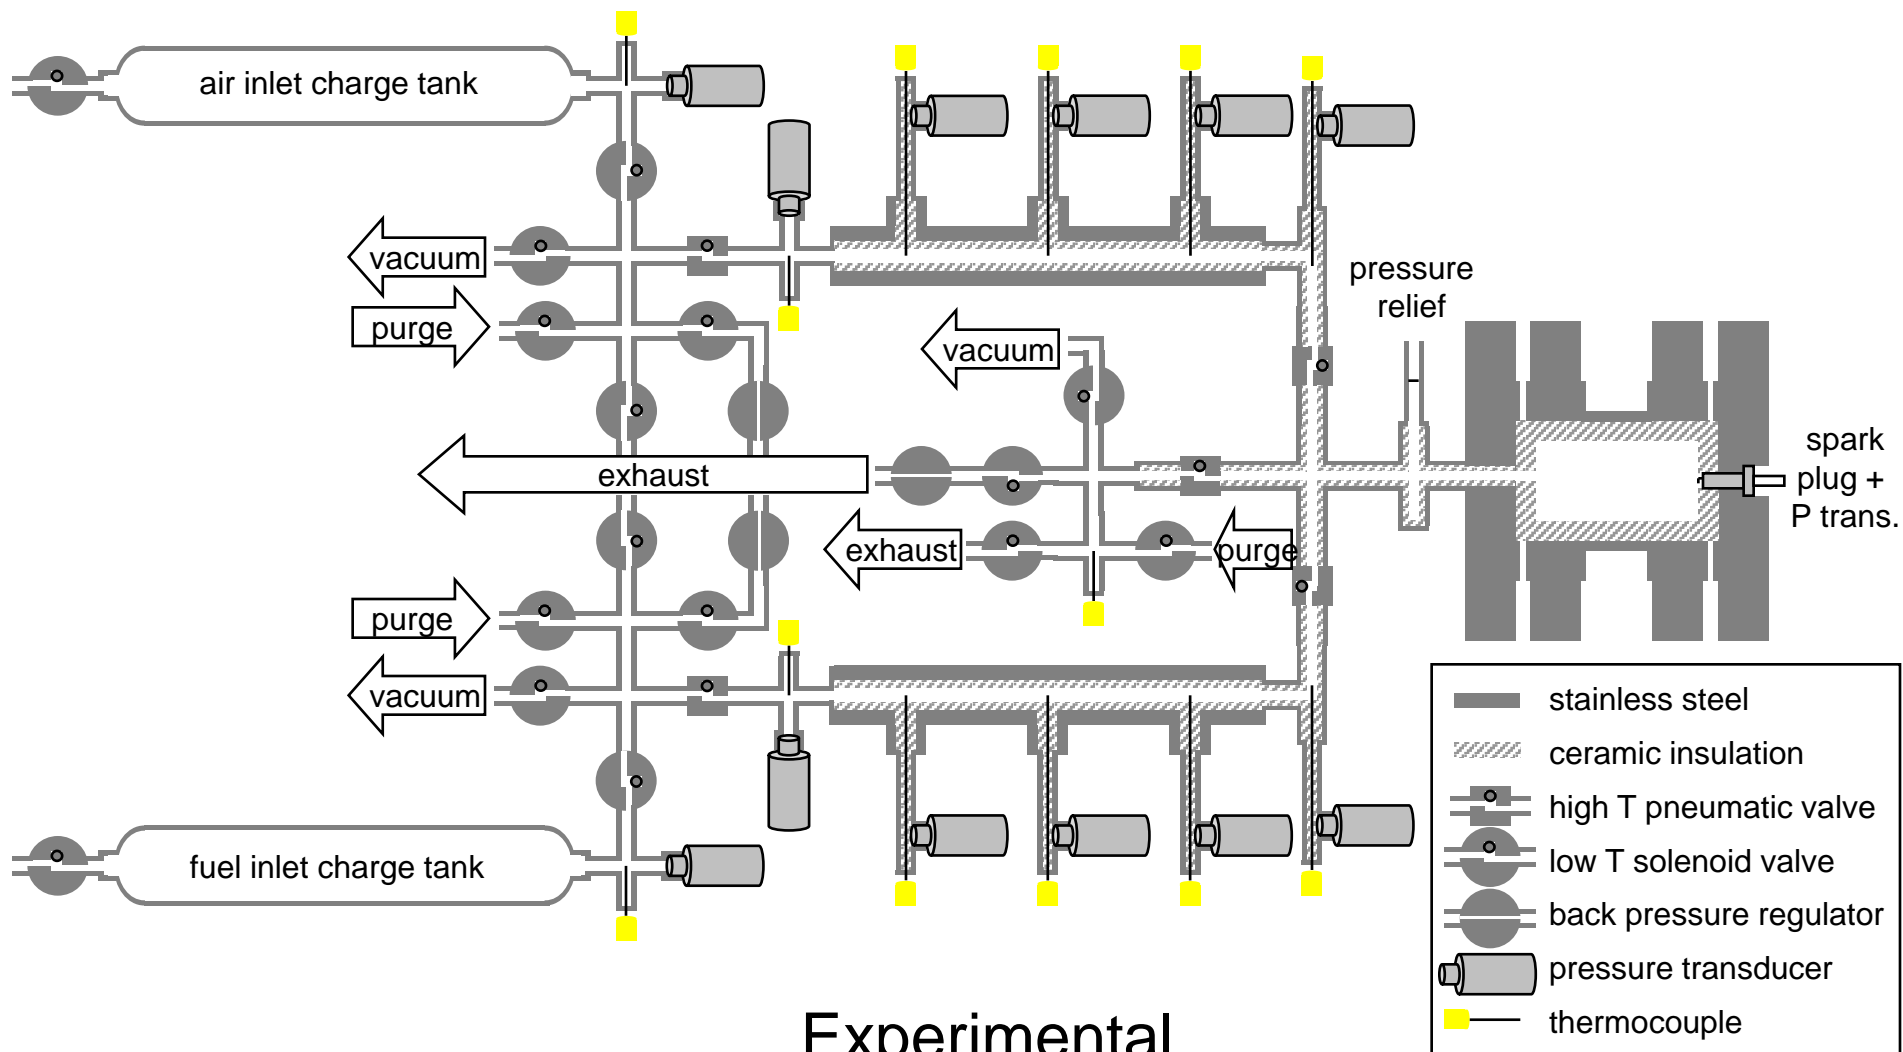 air inlet charge tank
vacuum
purge
pressure
relief
vacuum
exhaust
spark
plug +
P trans.
exhaust
purge
purge
vacuum
fuel inlet charge tank
stainless steel
ceramic insulation
high T pneumatic valve
low T solenoid valve
back pressure regulator
pressure transducer
thermocouple
Experimental